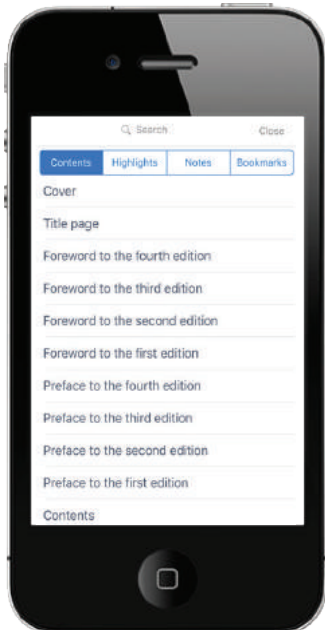 Search
Close
Contents Highlights Notes Bookmarks
Cover
Title page
Foreword to the fourth edition
Foreword to the third edition
Foreword to the second edition
Foreword to the first edition
Preface to the fourth edition
Preface to the third edition
Preface to the second edition
Preface to the first edition
Contents